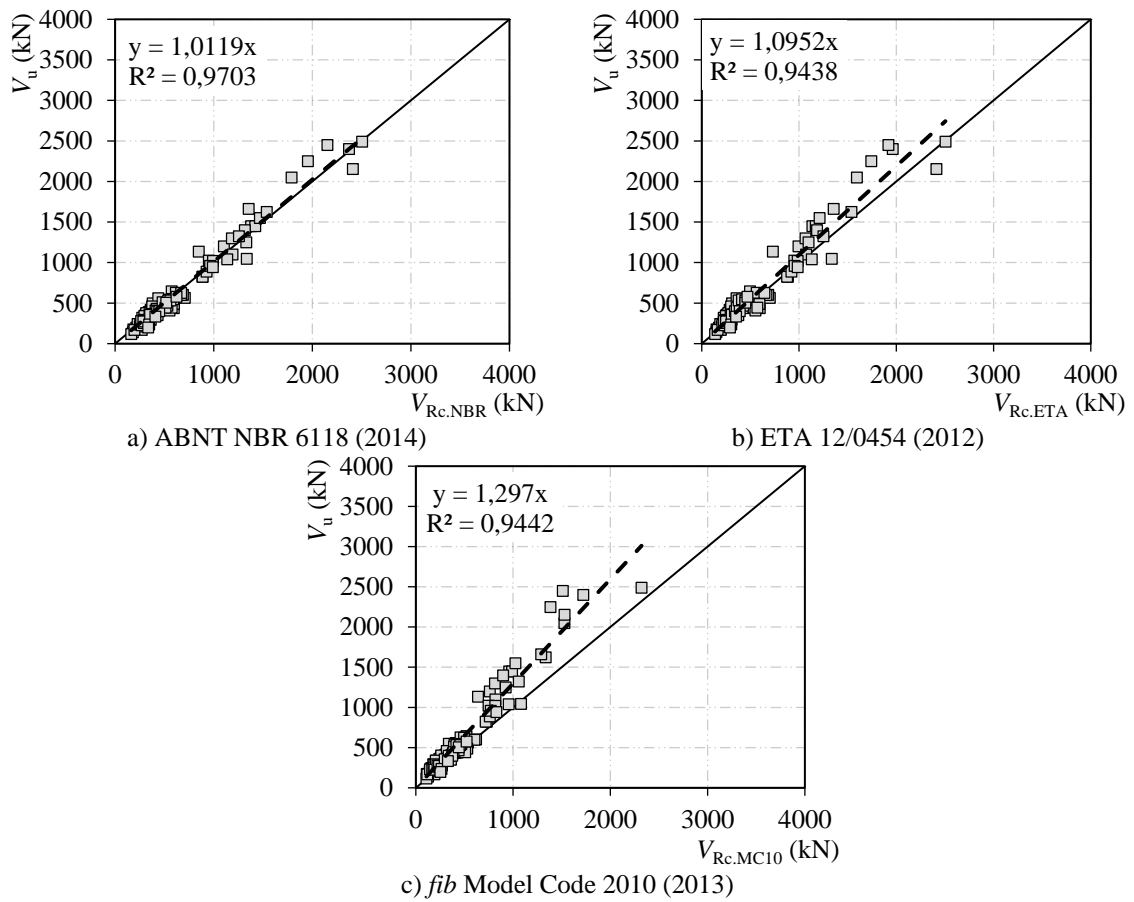 V_u (kN)
4000
3500
3000
2500
2000
1500
1000
500
0
y = 1,0119x
R² = 0,9703
0 1000 2000 3000 4000
V_Rc.NBR (kN)
a) ABNT NBR 6118 (2014)
V_u (kN)
4000
3500
3000
2500
2000
1500
1000
500
0
y = 1,0952x
R² = 0,9438
0 1000 2000 3000 4000
V_Rc.ETA (kN)
b) ETA 12/0454 (2012)
V_u (kN)
4000
3500
3000
2500
2000
1500
1000
500
0
y = 1,297x
R² = 0,9442
0 1000 2000 3000 4000
V_Rc.MC10 (kN)
c) fib Model Code 2010 (2013)